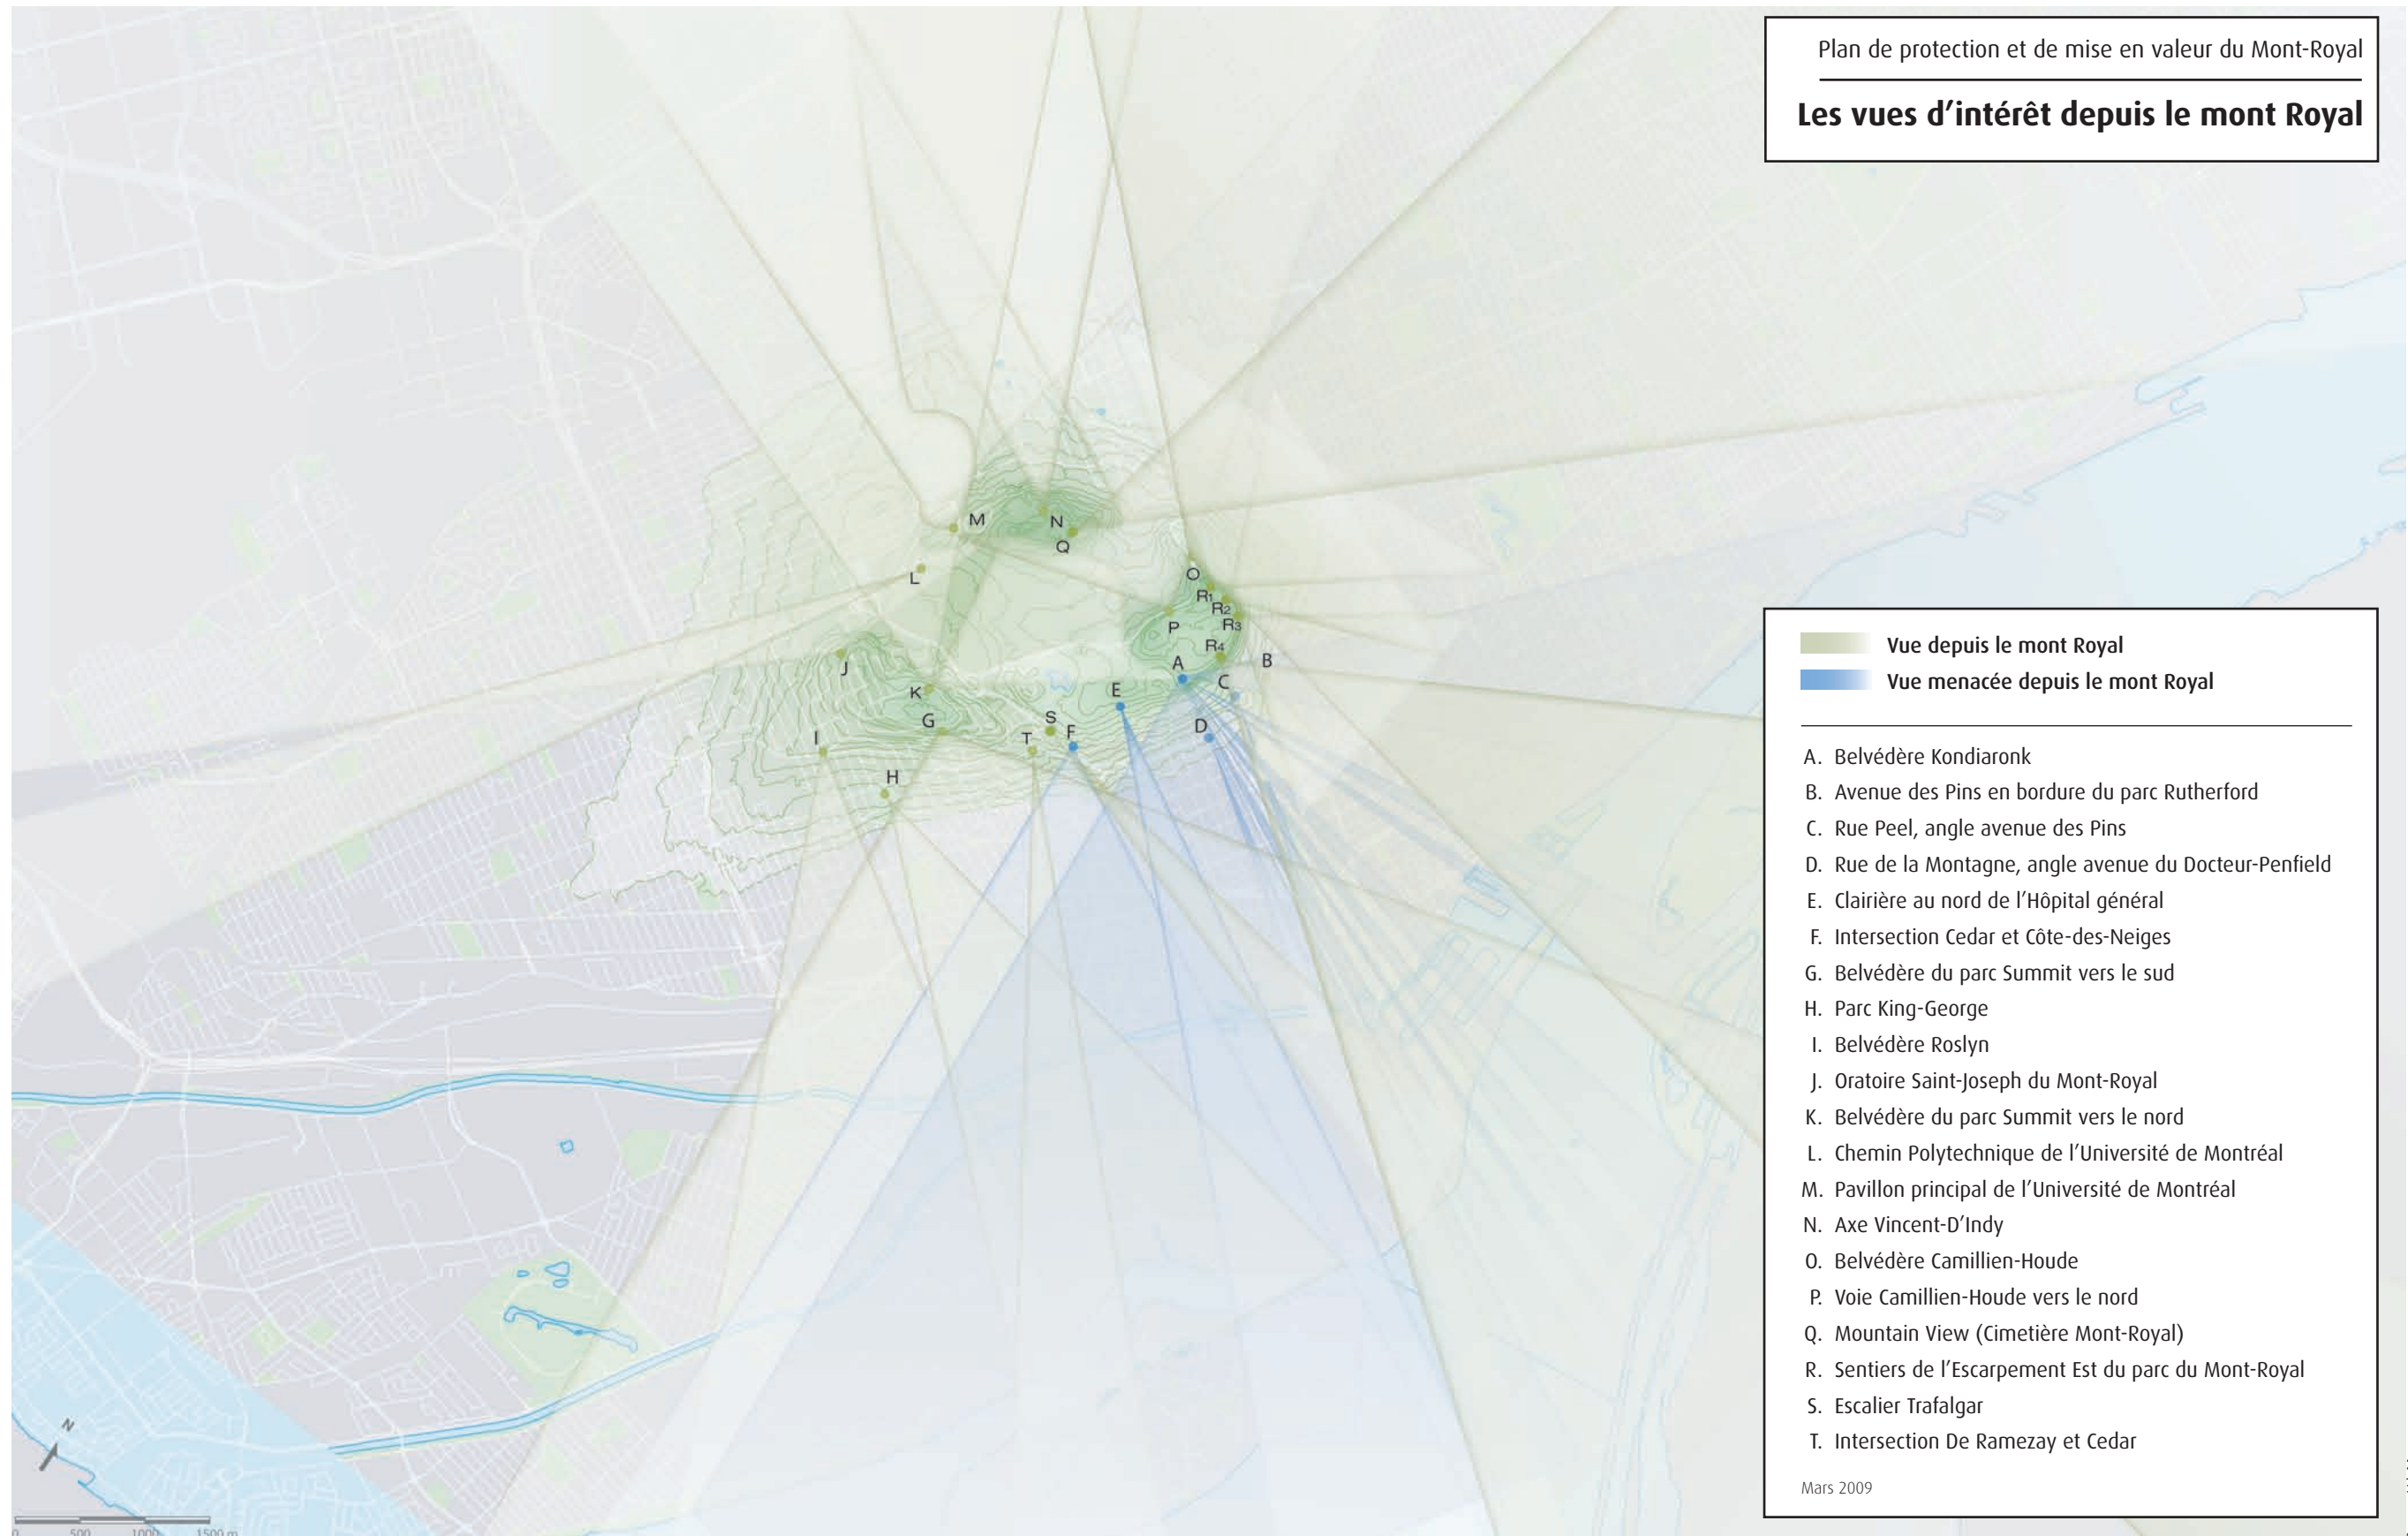 Plan de protection et de mise en valeur du Mont-Royal
Les vues d’intérêt depuis le mont Royal
M
N
Q
L
O
R1
R2
P
R3
R4
J
A
B
K
E
C
G
S
D
I
T
F
H
Vue depuis le mont Royal
Vue menacée depuis le mont Royal
A. Belvédère Kondiaronk
B. Avenue des Pins en bordure du parc Rutherford
C. Rue Peel, angle avenue des Pins
D. Rue de la Montagne, angle avenue du Docteur-Penfield
E. Clairière au nord de l’Hôpital général
F. Intersection Cedar et Côte-des-Neiges
G. Belvédère du parc Summit vers le sud
H. Parc King-George
I. Belvédère Roslyn
J. Oratoire Saint-Joseph du Mont-Royal
K. Belvédère du parc Summit vers le nord
L. Chemin Polytechnique de l’Université de Montréal
M. Pavillon principal de l’Université de Montréal
N. Axe Vincent-D’Indy
O. Belvédère Camillien-Houde
P. Voie Camillien-Houde vers le nord
Q. Mountain View (Cimetière Mont-Royal)
R. Sentiers de l’Escarpement Est du parc du Mont-Royal
S. Escalier Trafalgar
T. Intersection De Ramezay et Cedar
Mars 2009
N
0 500 1000 1500 m